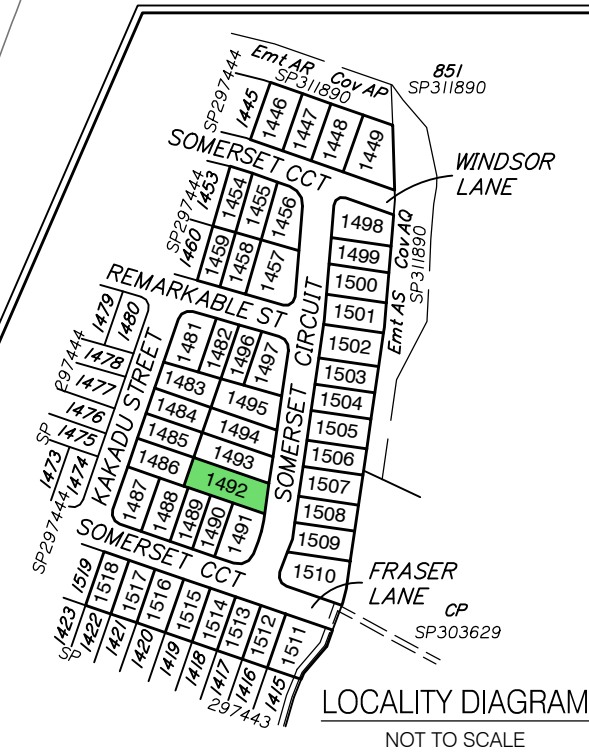 Emt AR
Cov AP
SP311890
851
SP311890
SP297444
1445
1446
1447
1448
1449
SOMERSET CCT
WINDSOR
LANE
SP297444
1453
1454
1455
1456
1460
1459
1458
1457
1498
1499
1500
1501
1502
1503
1504
1505
1506
1507
1508
1509
1510
Emt AS
Cov AQ
SP311890
REMARKABLE ST
SOMERSET CIRCUIT
KAKADU STREET
1479
1480
297444
1478
1477
1476
SP
1475
1473
1474
SP297444
1481
1482
1496
1497
1483
1495
1484
1494
1485
1493
1486
1492
1487
1488
1489
1490
1491
SOMERSET CCT
FRASER
LANE
CP
SP303629
1519
1518
1517
1516
1515
1514
1513
1512
1511
1423
1422
1421
1420
1419
1418
1417
1416
1415
SP
297443
LOCALITY DIAGRAM
NOT TO SCALE